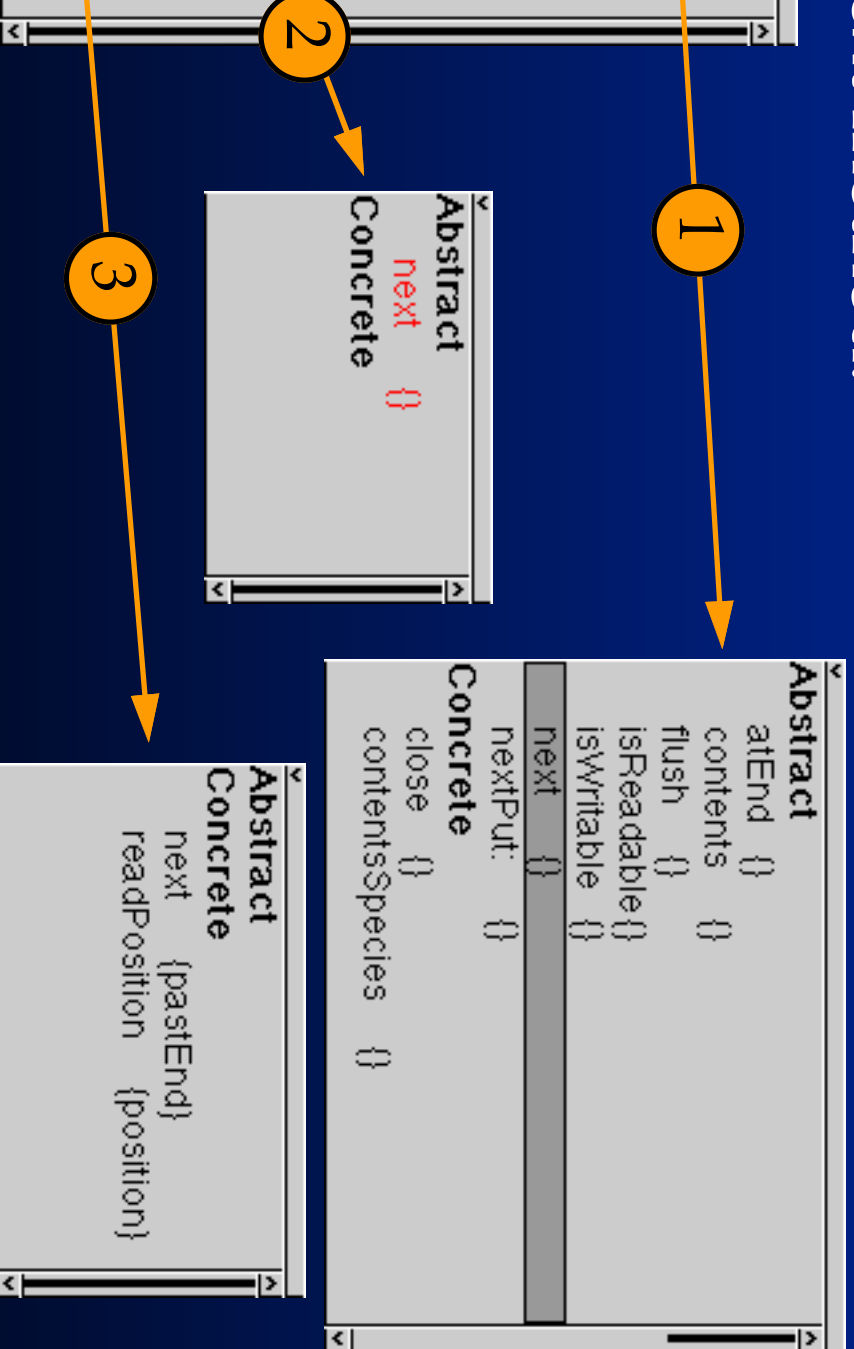 1
Abstract
atEnd {}
contents {}
flush {}
isReadable{}
isWritable {}
next {}
nextPut: {}
Concrete
close {}
contentsSpecies {}
2
Abstract
next {}
Concrete
3
Abstract
Concrete
next {pastEnd}
readPosition {position}